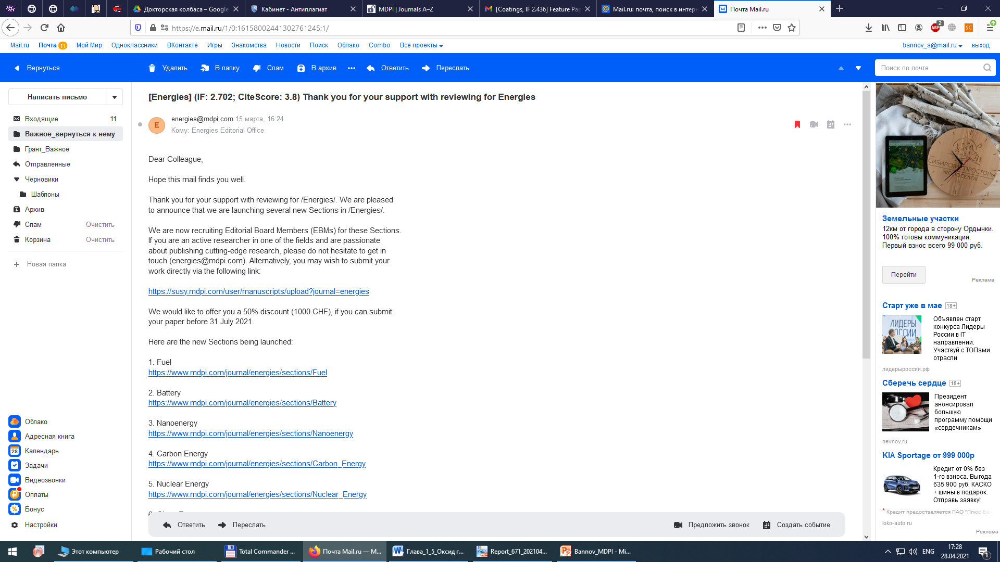 Докторская колбаса – Google
Кабинет - Антиплагиат
MDPI | Journals A–Z
[Coatings, IF 2.436] Feature Pap
Mail.ru: почта, поиск в интерн
Почта Mail.ru
https://e.mail.ru/1/0:16158002441302761245:1/
ABP
2
SC
Mail.ru
Почта 11
Мой Мир
Одноклассники
ВКонтакте
Игры
Знакомства
Новости
Поиск
Облако
Combo
Все проекты
bannov_a@mail.ru
выход
Вернуться
Удалить
В папку
Спам
В архив
Ответить
Переслать
Поиск по почте
Написать письмо
Входящие 11
Важное_вернуться к нему
Грант_Важное
Отправленные
Черновики
Шаблоны
Архив
Спам Очистить
Корзина Очистить
Новая папка
Облако
Адресная книга
28 Календарь
Задачи
Видеозвонки
Оплаты
Бонус
Настройки
[Energies] (IF: 2.702; CiteScore: 3.8) Thank you for your support with reviewing for Energies
E
energies@mdpi.com 15 марта, 16:24
Кому: Energies Editorial Office
Dear Colleague,
Hope this mail finds you well.
Thank you for your support with reviewing for /Energies/. We are pleased
to announce that we are launching several new Sections in /Energies/.
We are now recruiting Editorial Board Members (EBMs) for these Sections.
If you are an active researcher in one of the fields and are passionate
about publishing cutting-edge research, please do not hesitate to get in
touch (energies@mdpi.com). Alternatively, you may wish to submit your
work directly via the following link:
https://susy.mdpi.com/user/manuscripts/upload?journal=energies
We would like to offer you a 50% discount (1000 CHF), if you can submit
your paper before 31 July 2021.
Here are the new Sections being launched:
1. Fuel
https://www.mdpi.com/journal/energies/sections/Fuel
2. Battery
https://www.mdpi.com/journal/energies/sections/Battery
3. Nanoenergy
https://www.mdpi.com/journal/energies/sections/Nanoenergy
4. Carbon Energy
https://www.mdpi.com/journal/energies/sections/Carbon_Energy
5. Nuclear Energy
https://www.mdpi.com/journal/energies/sections/Nuclear_Energy
Ответить
Переслать
Предложить звонок
Создать событие
СИБИРСКИЕ ПРОСТОРЫ
ЭКОПОСЕЛОК
Земельные участки
12км от города в сторону Ордынки.
100% готовы коммуникации.
Первый взнос всего 99 000 руб.
Перейти
Реклама
Старт уже в мае 18+
ЛИДЕРЫ
РОССИИ
Объявлен старт
конкурса Лидеры
России в IT
направлении.
Участвуй с ТОПами
отрасли
лидерыроссии.рф
Сберечь сердце 18+
Президент
анонсировал
большую
программу помощи
«сердечникам»
nevnov.ru
KIA Sportage от 999 000р
Кредит от 0% без
1-го взноса. Выгода
635 900 руб. КАСКО
+ шины в подарок.
Отправь заявку!
* Кредит предоставляется ПАО "Плюс Ба
loko-auto.ru
Реклама
Этот компьютер
Рабочий стол
Total Commander ...
Почта Mail.ru — M...
Глава_1_5_Оксид г...
Report_671_202104...
Bannov_MDPI - Mi...
ENG
17:28
28.04.2021
1